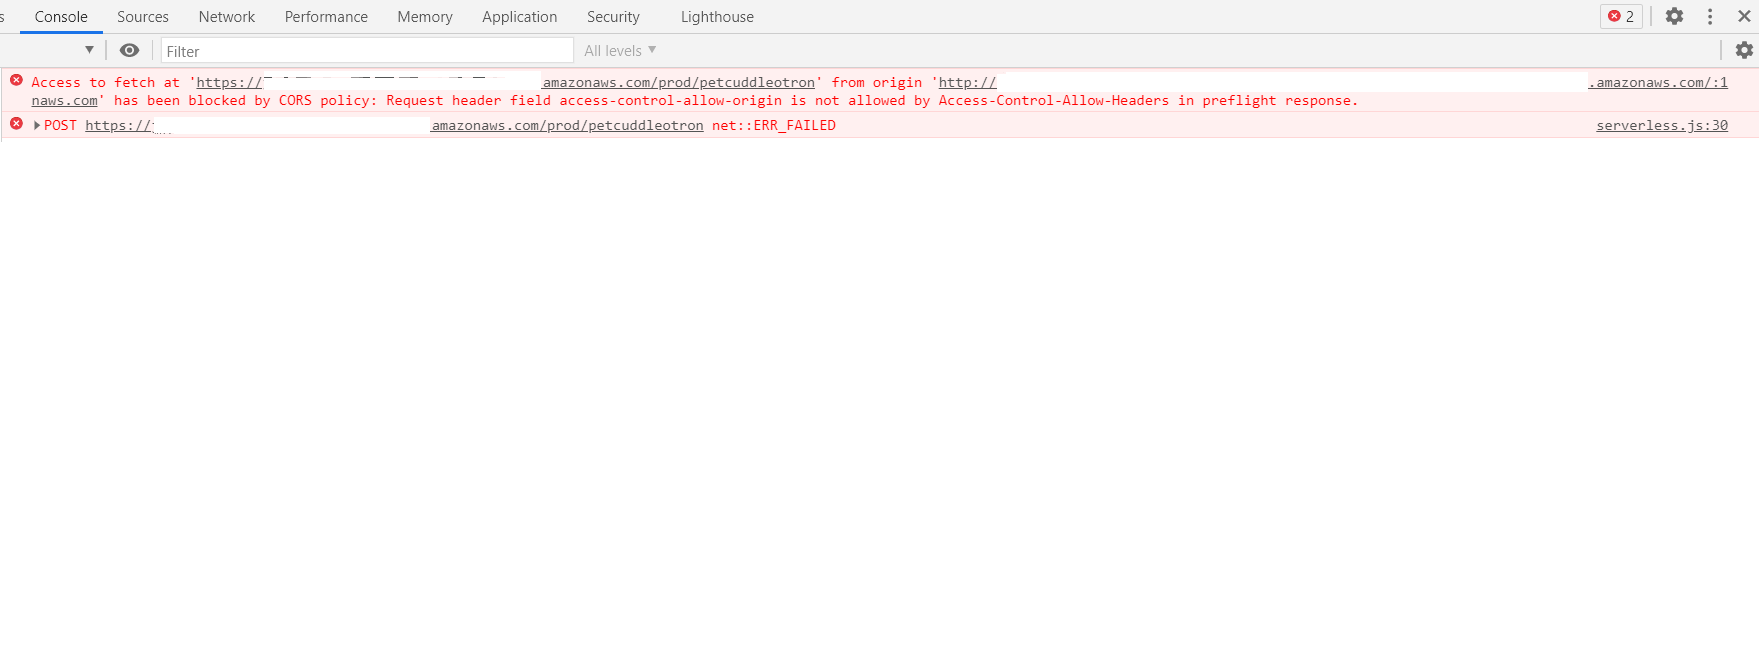 s Console Sources Network Performance Memory Application Security Lighthouse 2
Filter All levels
Access to fetch at 'https:// .amazonaws.com/prod/petcuddleotron' from origin 'http:// .amazonaws.com/:1
naws.com' has been blocked by CORS policy: Request header field access-control-allow-origin is not allowed by Access-Control-Allow-Headers in preflight response.
POST https:// amazonaws.com/prod/petcuddleotron net::ERR_FAILED serverless.js:30